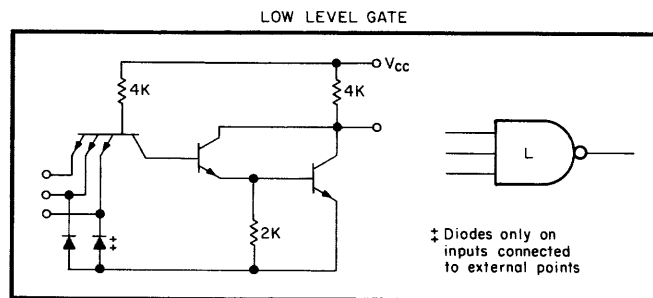 LOW LEVEL GATE
VCC
4K
4K
L
2K
‡
‡ Diodes only on
inputs connected
to external points